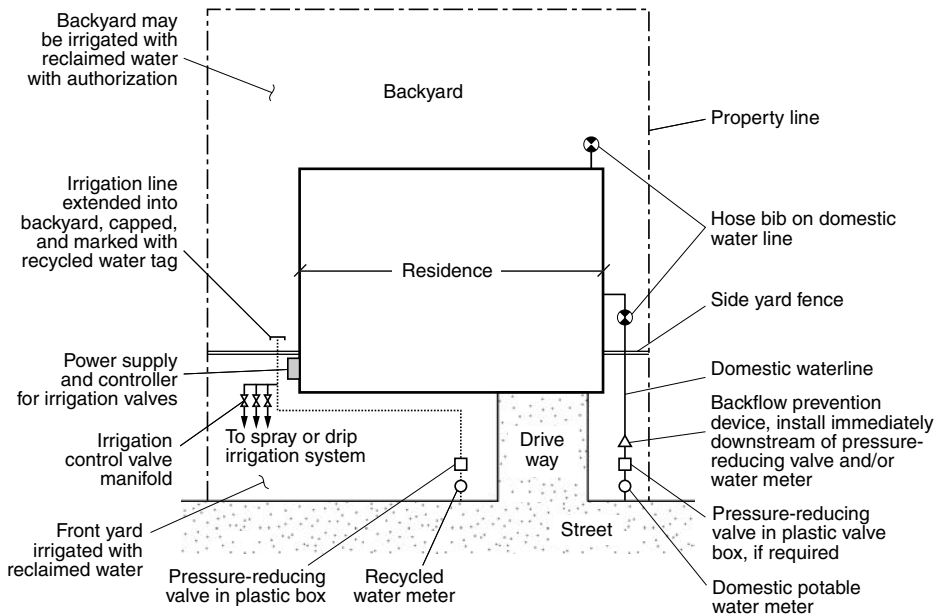 Backyard may
be irrigated with
reclaimed water
with authorization
Backyard
Property line
Irrigation line
extended into
backyard, capped,
and marked with
recycled water tag
Residence
Hose bib on domestic
water line
Side yard fence
Power supply
and controller
for irrigation valves
Domestic waterline
Irrigation
control valve
manifold
To spray or drip
irrigation system
Drive
way
Backflow prevention
device, install immediately
downstream of pressure-
reducing valve and/or
water meter
Front yard
irrigated with
reclaimed water
Pressure-reducing
valve in plastic box
Recycled
water meter
Street
Pressure-reducing
valve in plastic valve
box, if required
Domestic potable
water meter